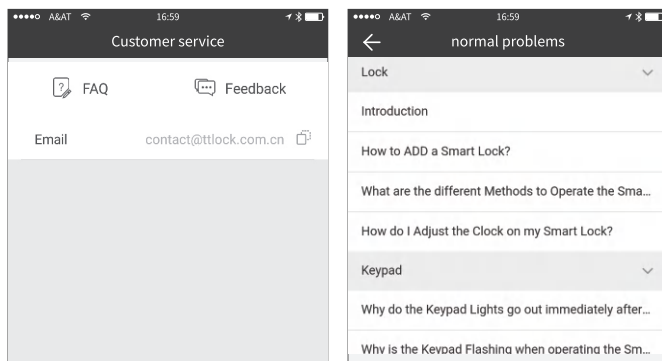 A&AT 16:59
Customer service
FAQ Feedback
Email contact@ttlock.com.cn
A&AT 16:59
normal problems
Lock
Introduction
How to ADD a Smart Lock?
What are the different Methods to Operate the Sma...
How do I Adjust the Clock on my Smart Lock?
Keypad
Why do the Keypad Lights go out immediately after...
Why is the Keypad Flashing when operating the Sm...